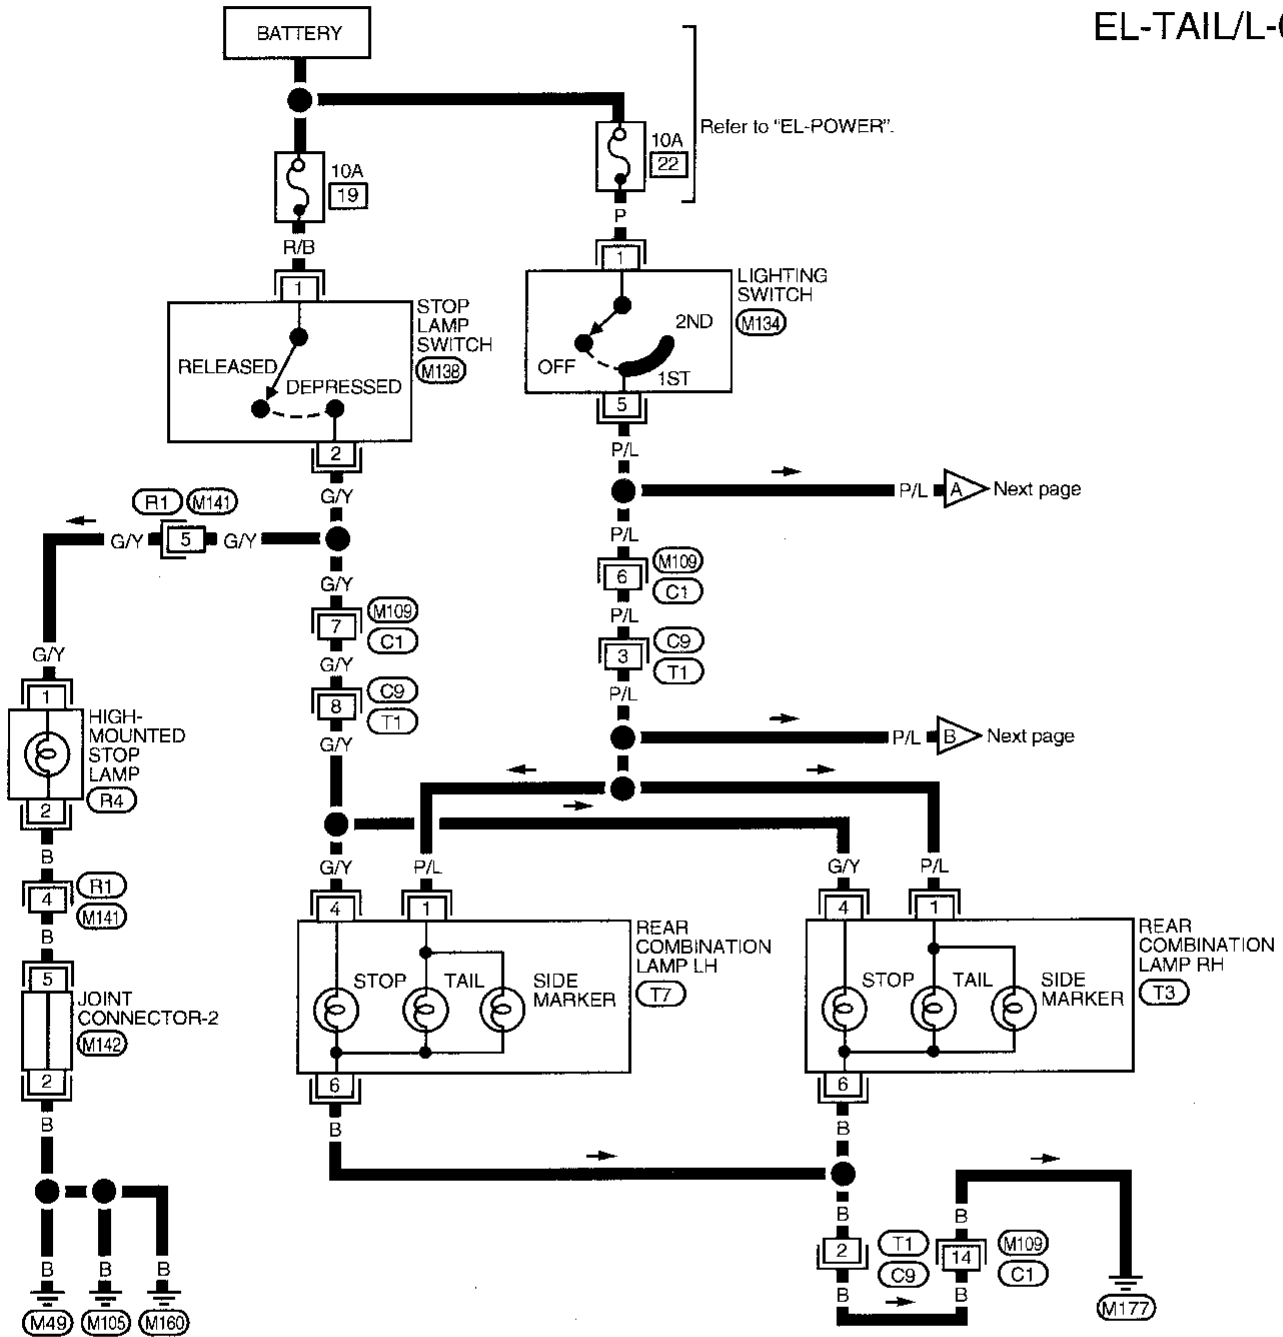 EL-TAIL/L-
BATTERY
Refer to "EL-POWER".
10A
22
10A
19
P
R/B
1
1
LIGHTING
SWITCH
M134
2ND
OFF
1ST
5
STOP
LAMP
SWITCH
M138
RELEASED
DEPRESSED
2
P/L
G/Y
P/L
A
Next page
R1
M141
G/Y
5
G/Y
P/L
6
M109
C1
G/Y
7
M109
C1
P/L
3
C9
T1
G/Y
8
C9
T1
P/L
G/Y
P/L
B
Next page
G/Y
1
HIGH-
MOUNTED
STOP
LAMP
R4
2
B
4
R1
M141
B
5
JOINT
CONNECTOR-2
M142
2
B
B
B
B
M49
M105
M160
G/Y
P/L
G/Y
P/L
4
1
STOP
TAIL
SIDE
MARKER
REAR
COMBINATION
LAMP LH
T7
6
B
4
1
STOP
TAIL
SIDE
MARKER
REAR
COMBINATION
LAMP RH
T3
6
B
B
2
T1
C9
B
B
14
M109
C1
B
M177